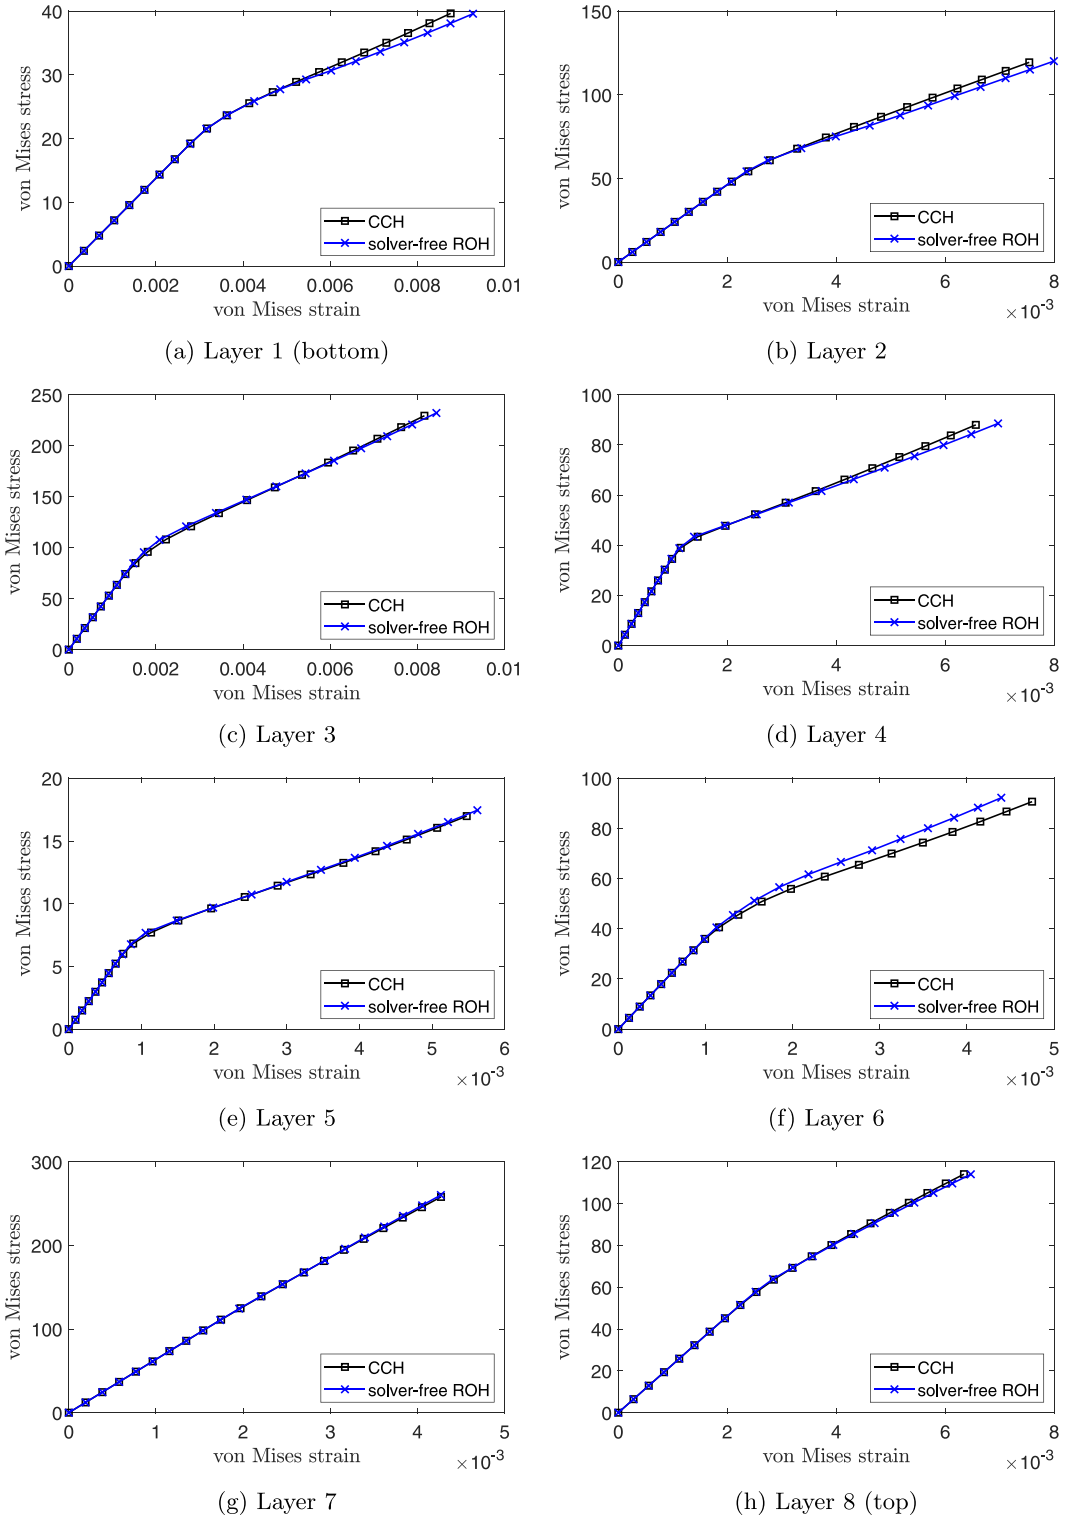 40
30
20
10
0
von Mises stress
CCH
solver-free ROH
0
0.002
0.004
0.006
0.008
0.01
von Mises strain
(a) Layer 1 (bottom)
150
100
50
0
von Mises stress
CCH
solver-free ROH
0
2
4
6
8
von Mises strain
×10⁻³
(b) Layer 2
250
200
150
100
50
0
von Mises stress
CCH
solver-free ROH
0
0.002
0.004
0.006
0.008
0.01
von Mises strain
(c) Layer 3
100
80
60
40
20
0
von Mises stress
CCH
solver-free ROH
0
2
4
6
8
von Mises strain
×10⁻³
(d) Layer 4
20
15
10
5
0
von Mises stress
CCH
solver-free ROH
0
1
2
3
4
5
6
von Mises strain
×10⁻³
(e) Layer 5
100
80
60
40
20
0
von Mises stress
CCH
solver-free ROH
0
1
2
3
4
5
von Mises strain
×10⁻³
(f) Layer 6
300
200
100
0
von Mises stress
CCH
solver-free ROH
0
1
2
3
4
5
von Mises strain
×10⁻³
(g) Layer 7
120
100
80
60
40
20
0
von Mises stress
CCH
solver-free ROH
0
2
4
6
8
von Mises strain
×10⁻³
(h) Layer 8 (top)